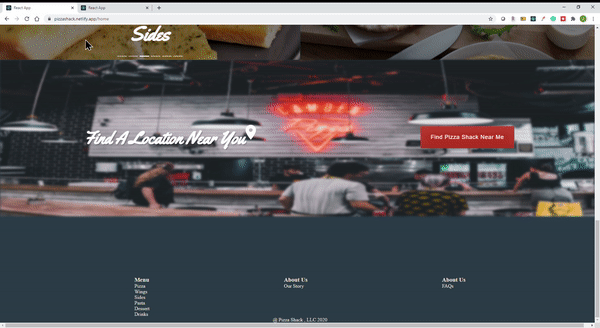 React App
React App
pizzashack.netlify.app/home
Sides
Find A Location Near You
Find Pizza Shack Near Me
Menu
Pizza
Wings
Sides
Pasta
Dessert
Drinks
About Us
Our Story
About Us
FAQs
@ Pizza Shack , LLC 2020